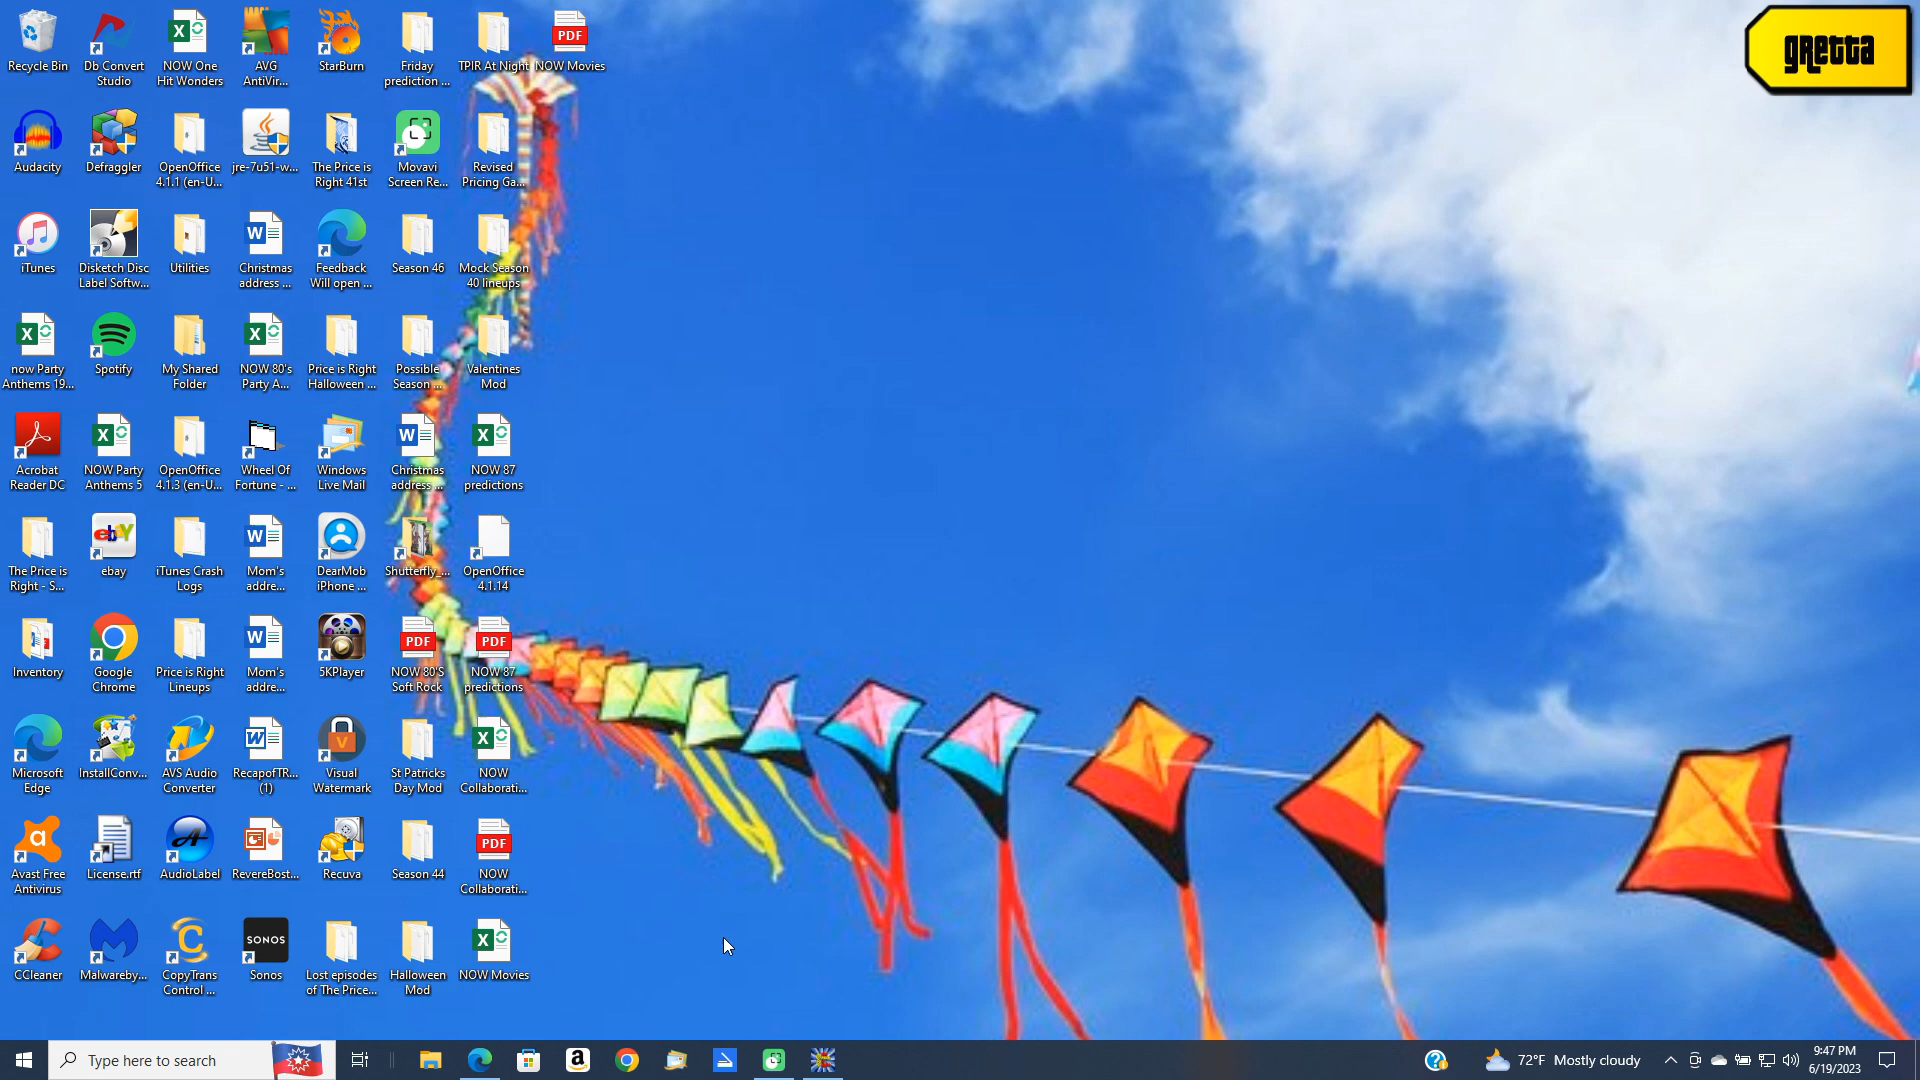 Recycle Bin
Db Convert
Studio
NOW One
Hit Wonders
AVG
AntiVir...
StarBurn
Friday
prediction ...
TPIR At Night
NOW Movies
gretta
Audacity
Defraggler
OpenOffice
4.1.1 (en-U...
jre-7u51-w...
The Price is
Right 41st
Movavi
Screen Re...
Revised
Pricing Ga...
iTunes
Disketch Disc
Label Softw...
Utilities
Christmas
address ...
Feedback
Will open ...
Season 46
Mock Season
40 lineups
now Party
Anthems 19...
Spotify
My Shared
Folder
NOW 80's
Party A...
Price is Right
Halloween ...
Possible
Season ...
Valentines
Mod
Acrobat
Reader DC
NOW Party
Anthems 5
OpenOffice
4.1.3 (en-U...
Wheel Of
Fortune - ...
Windows
Live Mail
Christmas
address ...
NOW 87
predictions
The Price is
Right - S...
ebay
iTunes Crash
Logs
Mom's
addre...
DearMob
iPhone ...
Shutterfly_...
OpenOffice
4.1.14
Inventory
Google
Chrome
Price is Right
Lineups
Mom's
addre...
5KPlayer
NOW 80'S
Soft Rock
NOW 87
predictions
Microsoft
Edge
InstallConv...
AVS Audio
Converter
RecapofTR...
(1)
Visual
Watermark
St Patricks
Day Mod
NOW
Collaborati...
Avast Free
Antivirus
License.rtf
AudioLabel
RevereBost...
Recuva
Season 44
NOW
Collaborati...
CCleaner
Malwareby...
CopyTrans
Control ...
SONOS
Sonos
Lost episodes
of The Price...
Halloween
Mod
NOW Movies
Type here to search
72°F Mostly cloudy
9:47 PM
6/19/2023